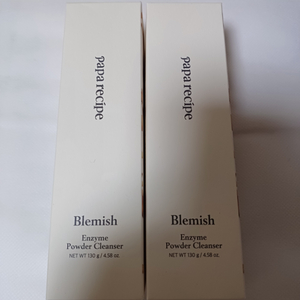 papa recipe
Blemish
Enzyme
Powder Cleanser
NET WT 130 g / 4.58 oz.
papa recipe
Blemish
Enzyme
Powder Cleanser
NET WT 130 g / 4.58 oz.